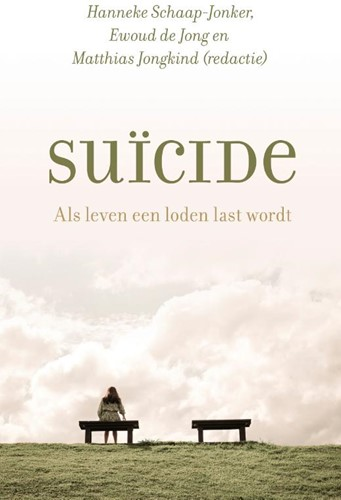 Hanneke Schaap-Jonker,
Ewoud de Jong en
Matthias Jongkind (redactie)
suïcide
Als leven een loden last wordt